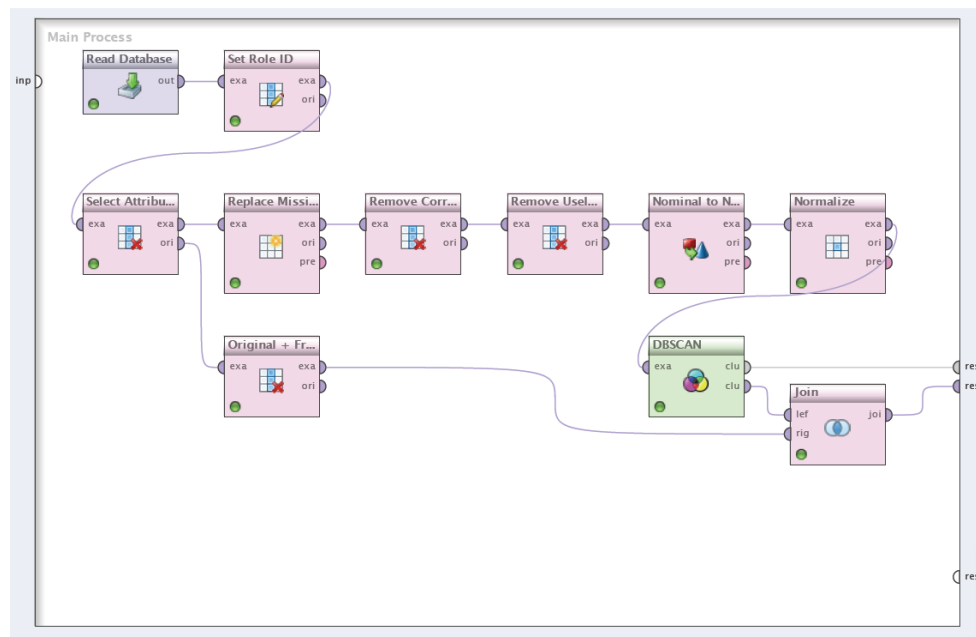 Main Process
Read Database
Set Role ID
inp
out
exa
exa
ori
Select Attribu...
Replace Missi...
Remove Corr...
Remove Usel...
Nominal to N...
Normalize
exa
exa
exa
exa
exa
exa
exa
exa
exa
exa
exa
exa
ori
ori
ori
ori
ori
ori
pre
pre
pre
Original + Fr...
DBSCAN
exa
exa
exa
clu
res
ori
clu
res
Join
lef
joi
rig
res